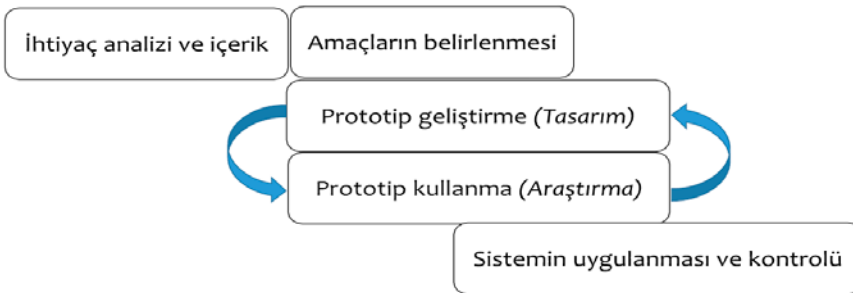 İhtiyaç analizi ve içerik
Amaçların belirlenmesi
Prototip geliştirme (Tasarım)
Prototip kullanma (Araştırma)
Sistemin uygulanması ve kontrolü